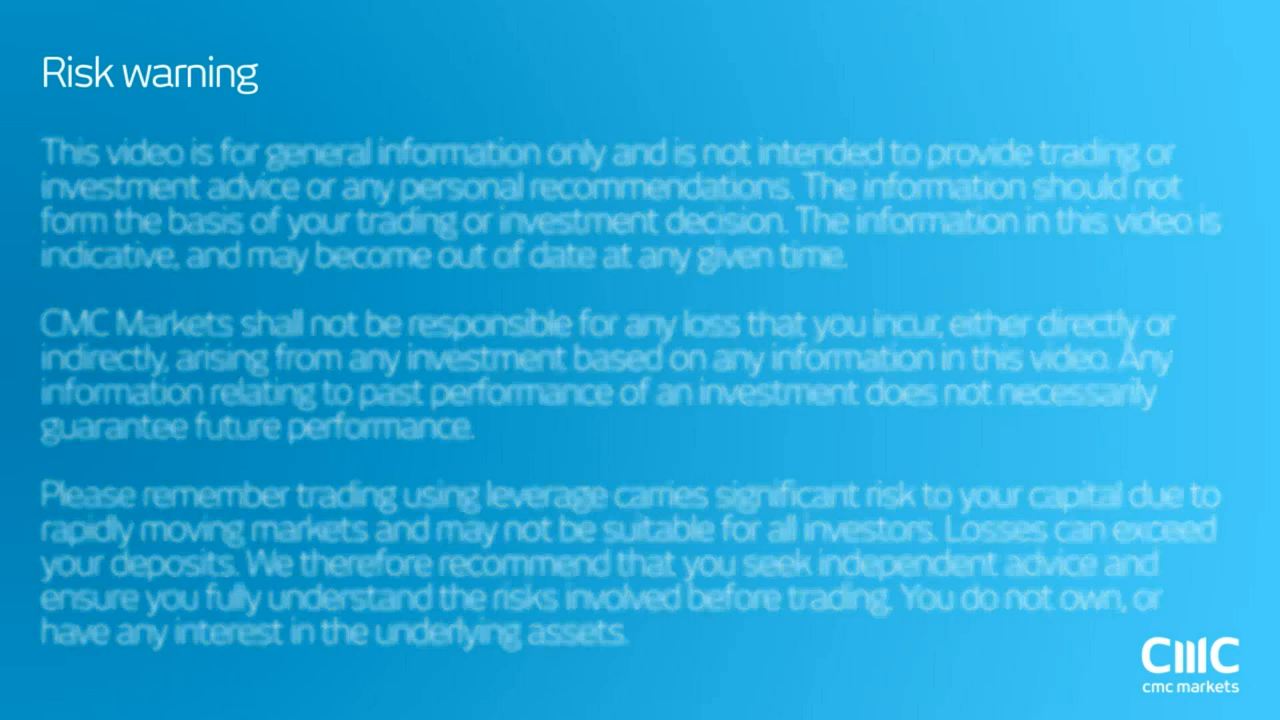 Risk warning
This video is for general information only and is not intended to provide trading or
investment advice or any personal recommendations. The information should not
form the basis of your trading or investment decision. The information in this video is
indicative, and may become out of date at any given time.
CMC Markets shall not be responsible for any loss that you incur, either directly or
indirectly, arising from any investment based on any information in this video. Any
information relating to past performance of an investment does not necessarily
guarantee future performance.
Please remember trading using leverage carries significant risk to your capital due to
rapidly moving markets and may not be suitable for all investors. Losses can exceed
your deposits. We therefore recommend that you seek independent advice and
ensure you fully understand the risks involved before trading. You do not own, or
have any interest in the underlying assets.
CMC
cmc markets